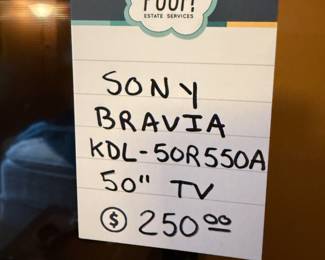 POOF!
ESTATE SERVICES
SONY
BRAVIA
KDL-50R550A
50" TV
$ 250.00